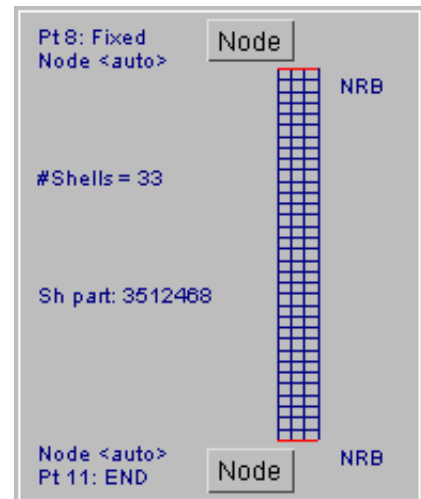 Pt 8: Fixed
Node <auto>
Node
NRB
#Shells = 33
Sh part: 3512468
Node <auto>
Pt 11: END
Node
NRB